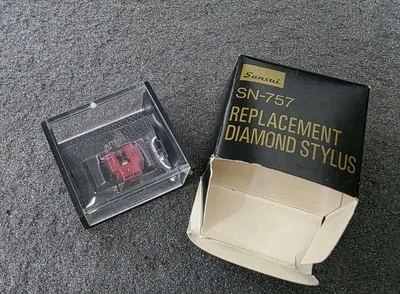 Sansui
SN-757
REPLACEMENT
DIAMOND STYLUS